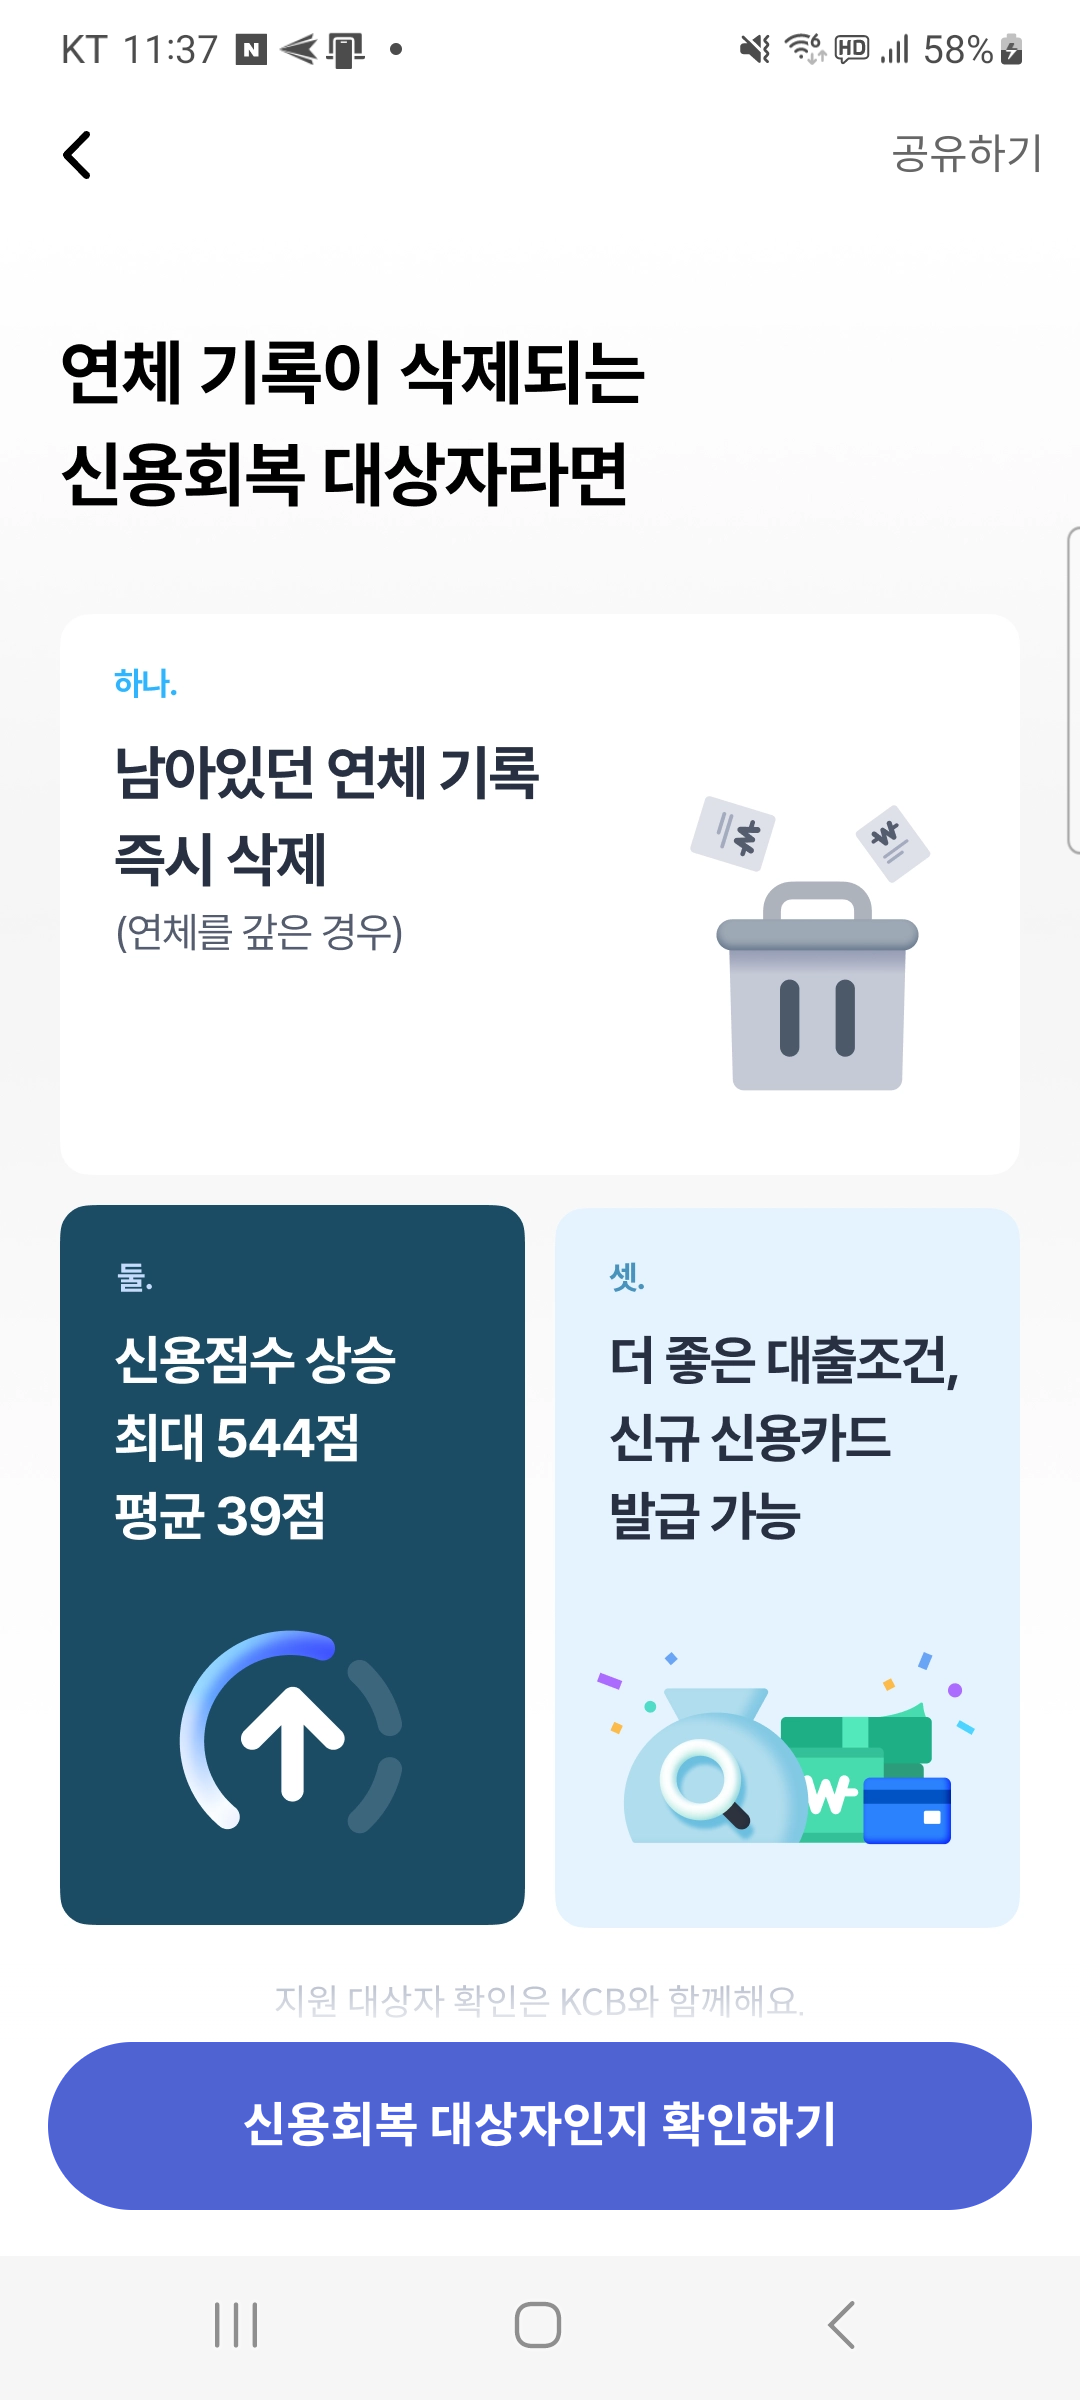 KT 11:37 N
6 HD 58%
공유하기
연체 기록이 삭제되는
신용회복 대상자라면
하나.
남아있던 연체 기록
즉시 삭제
(연체를 갚은 경우)
₩ ₩
둘.
신용점수 상승
최대 544점
평균 39점
셋.
더 좋은 대출조건,
신규 신용카드
발급 가능
₩
지원 대상자 확인은 KCB와 함께해요.
신용회복 대상자인지 확인하기